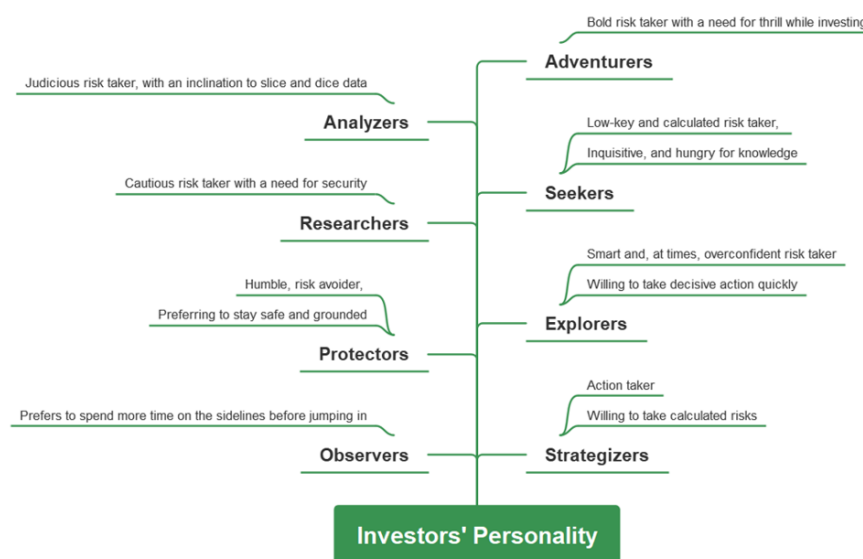 Bold risk taker with a need for thrill while investing
Adventurers
Judicious risk taker, with an inclination to slice and dice data
Analyzers
Low-key and calculated risk taker,
Inquisitive, and hungry for knowledge
Seekers
Cautious risk taker with a need for security
Researchers
Smart and, at times, overconfident risk taker
Willing to take decisive action quickly
Explorers
Humble, risk avoider,
Preferring to stay safe and grounded
Protectors
Action taker
Willing to take calculated risks
Strategizers
Prefers to spend more time on the sidelines before jumping in
Observers
Investors' Personality